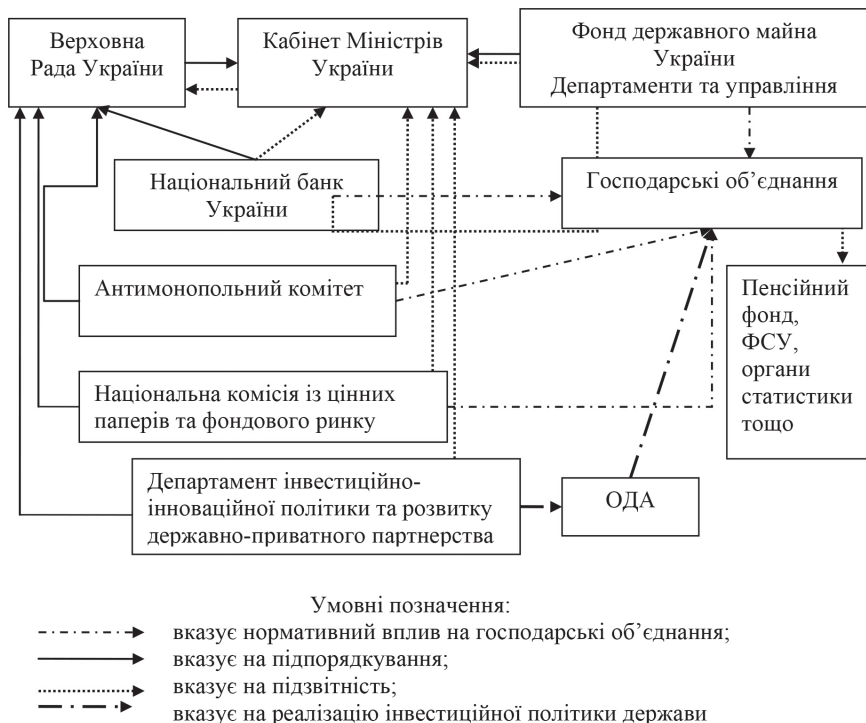 Верховна
Рада України
Кабінет Міністрів
України
Фонд державного майна
України
Департаменти та управління
Національний банк
України
Господарські об’єднання
Антимонопольний комітет
Пенсійний
фонд,
ФСУ,
органи
статистики
тощо
Національна комісія із цінних
паперів та фондового ринку
Департамент інвестиційно-
інноваційної політики та розвитку
державно-приватного партнерства
ОДА
Умовні позначення:
вказує нормативний вплив на господарські об’єднання;
вказує на підпорядкування;
вказує на підзвітність;
вказує на реалізацію інвестиційної політики держави